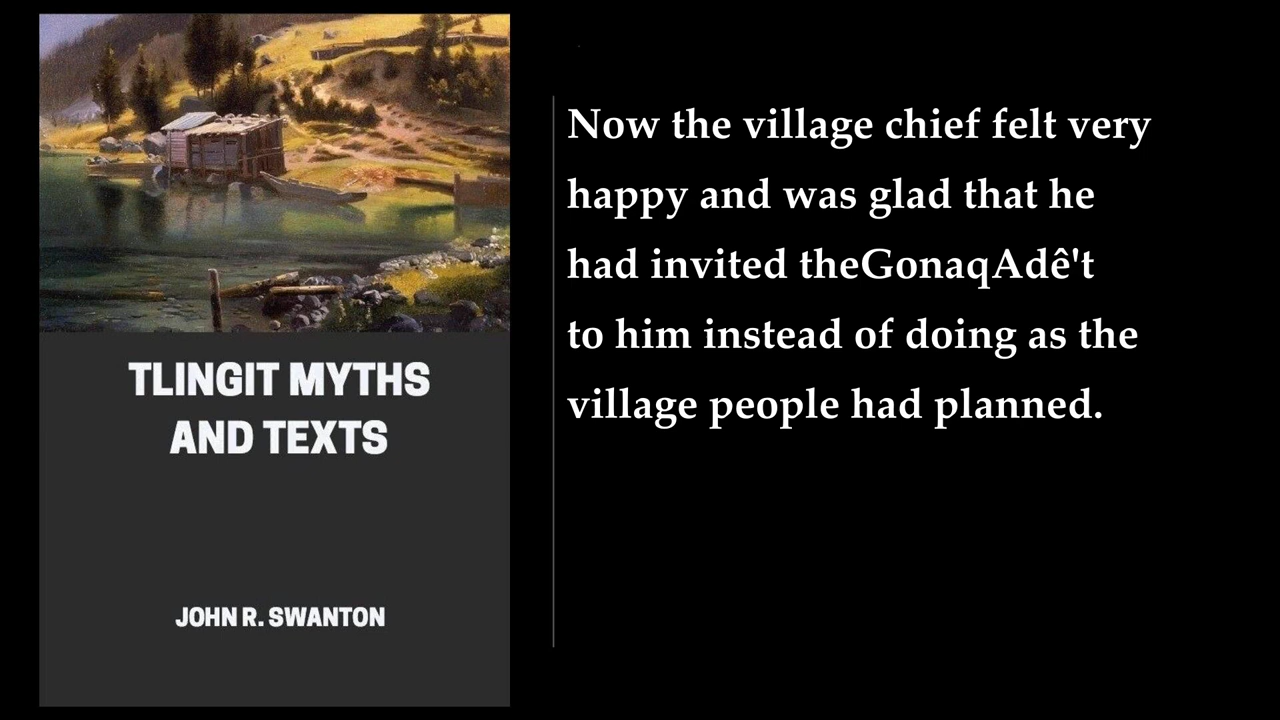 TLINGIT MYTHS
AND TEXTS
JOHN R. SWANTON
Now the village chief felt very
happy and was glad that he
had invited theGonaqAdê't
to him instead of doing as the
village people had planned.